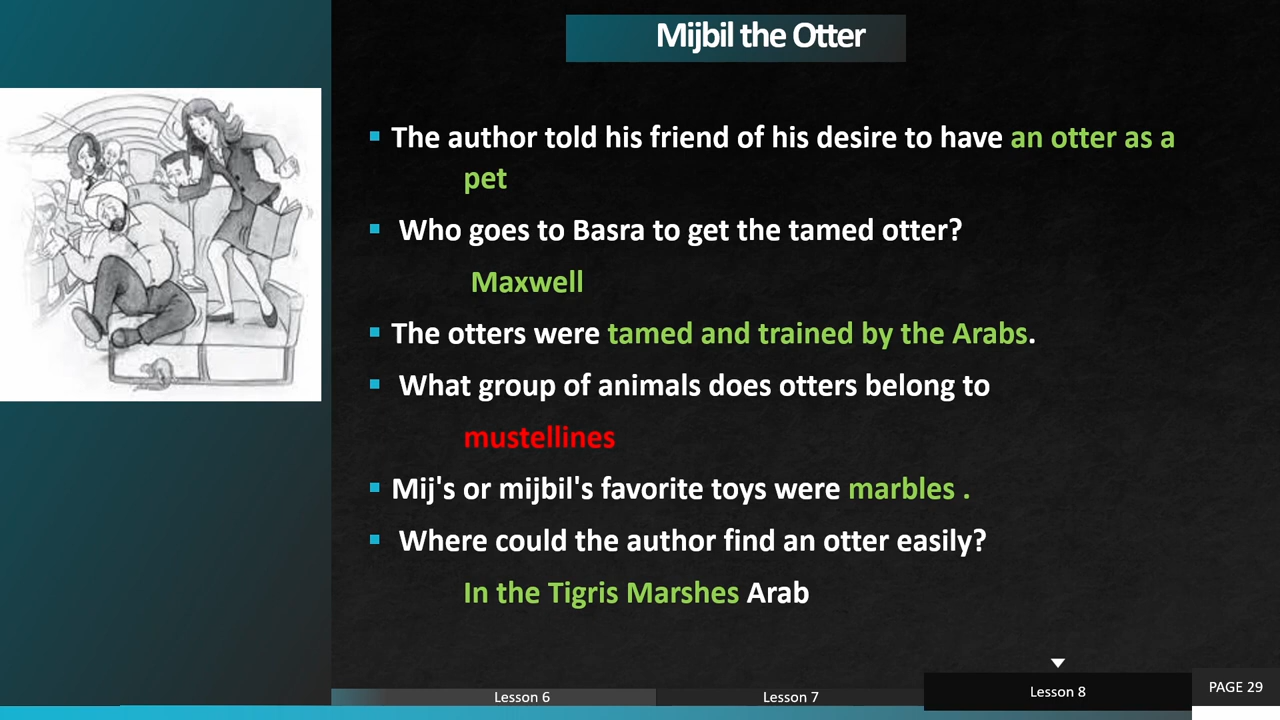 Mijbil the Otter
The author told his friend of his desire to have an otter as a
pet
Who goes to Basra to get the tamed otter?
Maxwell
The otters were tamed and trained by the Arabs.
What group of animals does otters belong to
mustellines
Mij's or mijbil's favorite toys were marbles .
Where could the author find an otter easily?
In the Tigris Marshes Arab
Lesson 6
Lesson 7
Lesson 8
PAGE 29